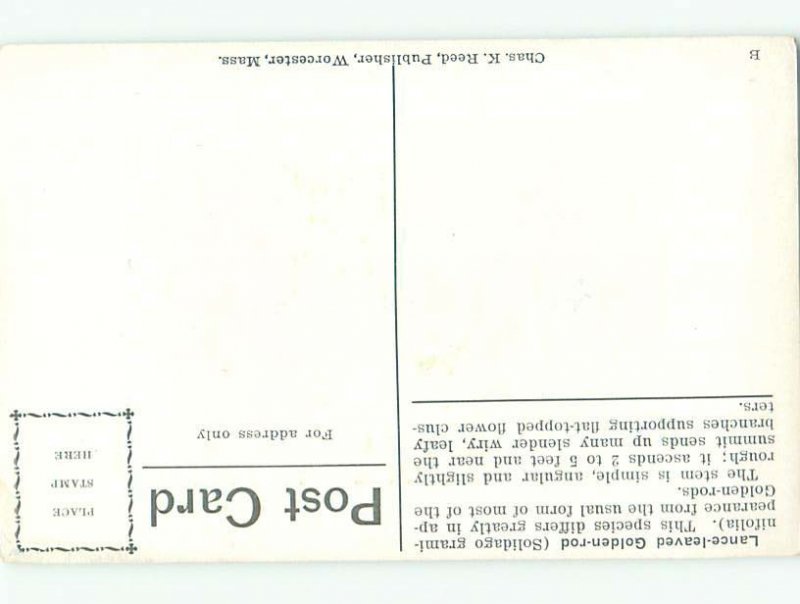 Lance-leaved Golden-rod (Solidago grami-
nifolia). This species differs greatly in ap-
pearance from the usual form of most of the
Golden-rods.
The stem is simple, angular and slightly
rough; it ascends 2 to 5 feet and near the
summit sends up many slender wiry, leafy
branches supporting flat-topped flower clus-
ters.
Post Card
For address only
PLACE
STAMP
HERE
B
Chas. K. Reed, Publisher, Worcester, Mass.